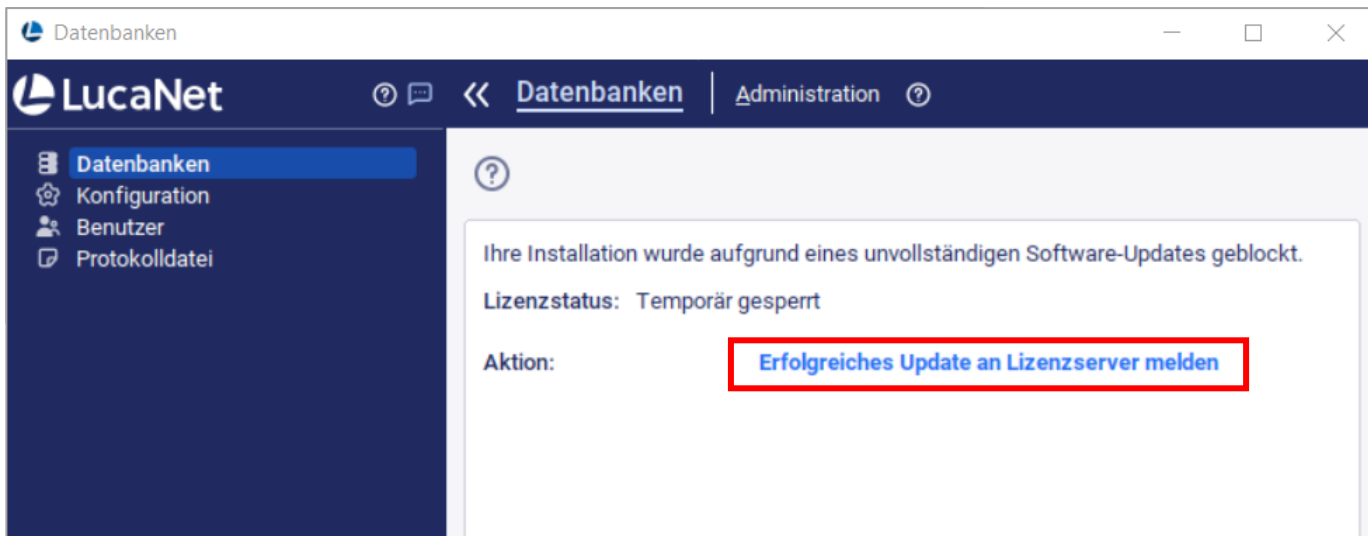 Datenbanken
LucaNet
Datenbanken
Administration
Datenbanken
Konfiguration
Benutzer
Protokolldatei
Ihre Installation wurde aufgrund eines unvollständigen Software-Updates geblockt.
Lizenzstatus: Temporär gesperrt
Aktion: Erfolgreiches Update an Lizenzserver melden